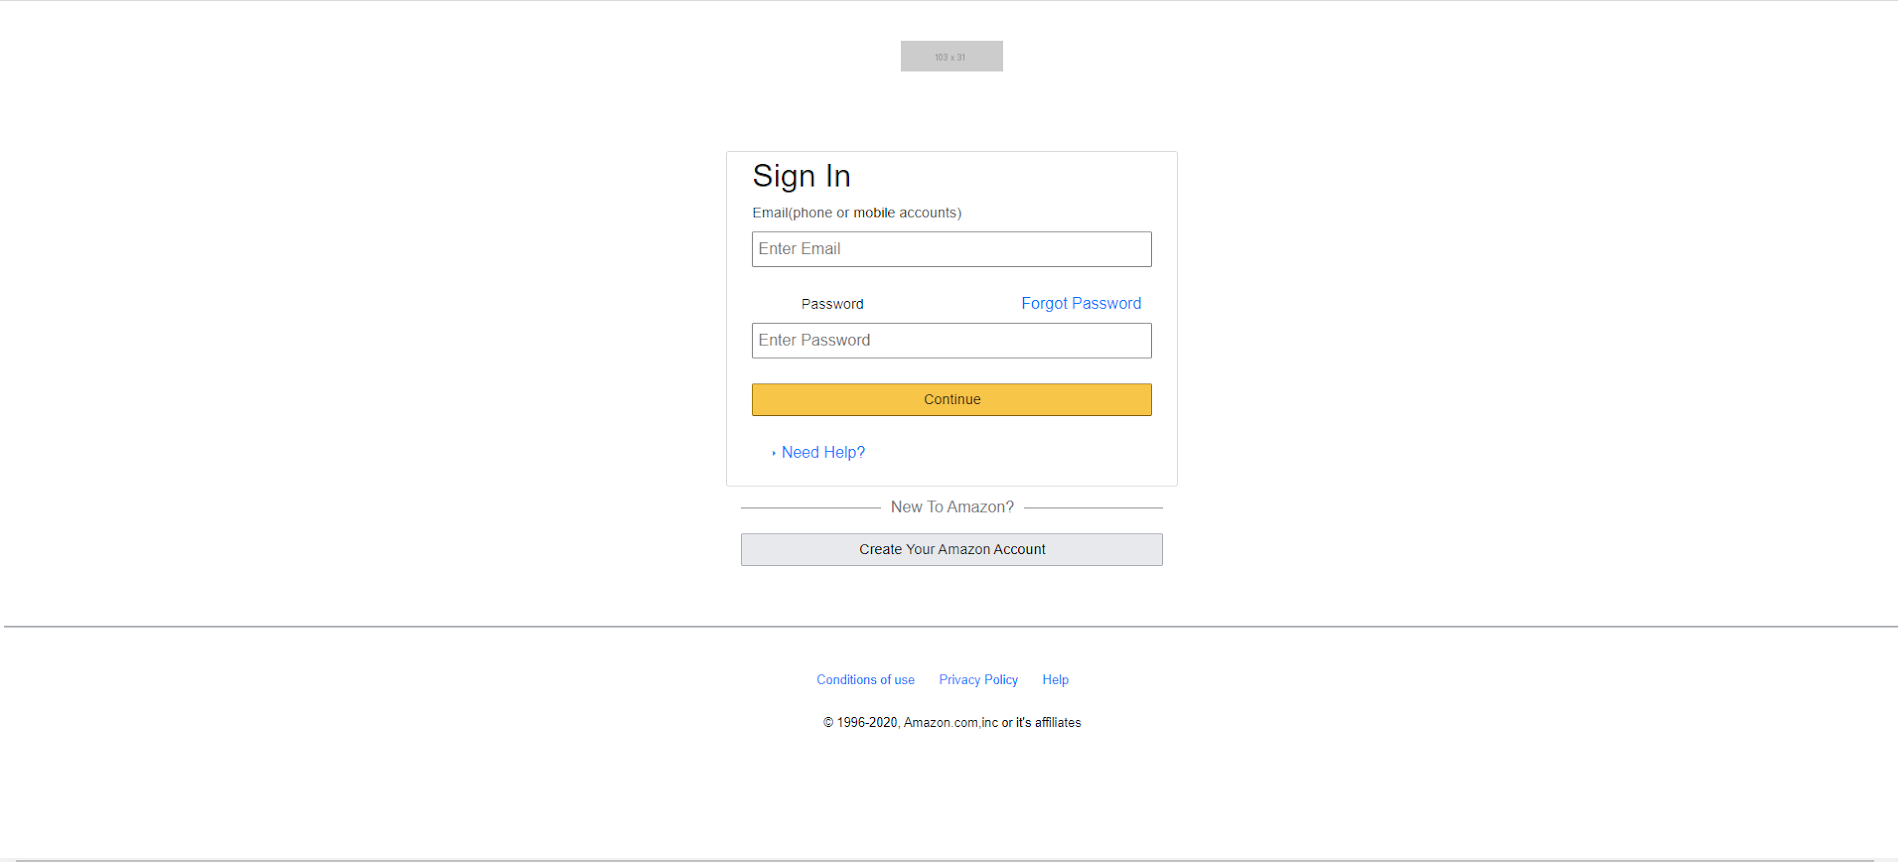 103 x 31
Sign In
Email(phone or mobile accounts)
Enter Email
Password Forgot Password
Enter Password
Continue
Need Help?
New To Amazon?
Create Your Amazon Account
Conditions of use Privacy Policy Help
© 1996-2020, Amazon.com,inc or it's affiliates